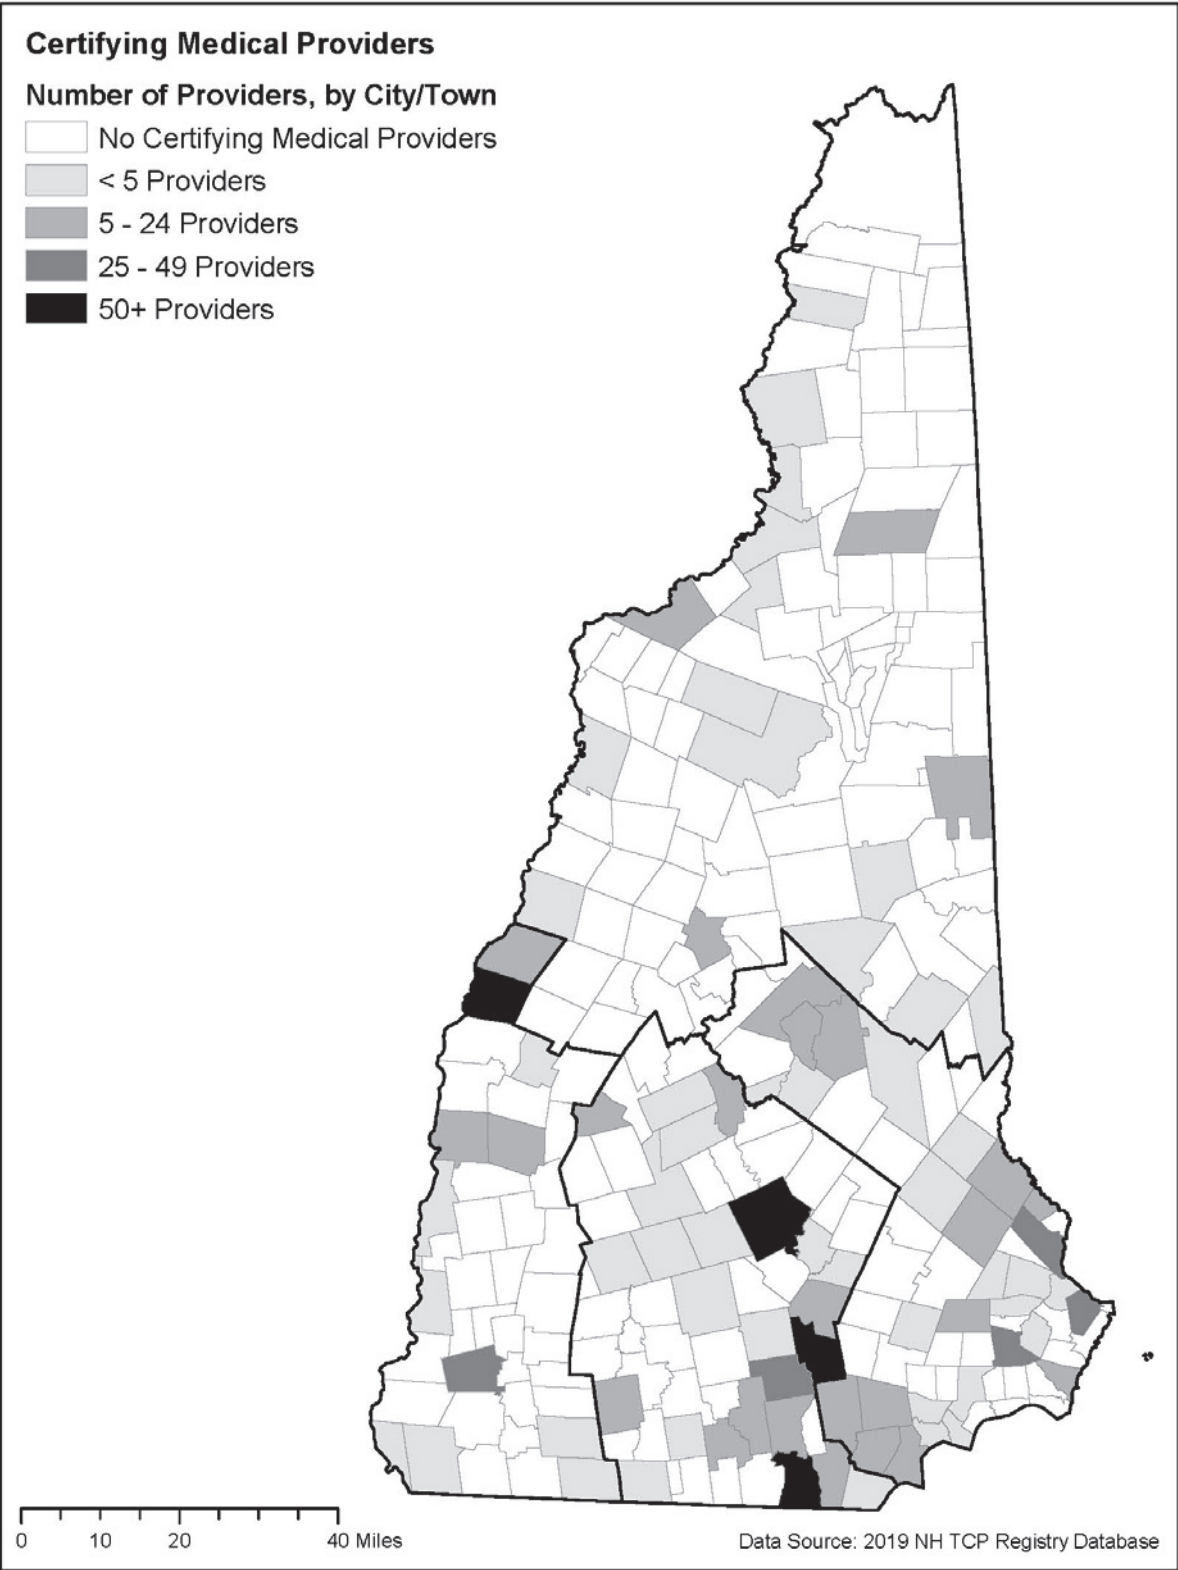 Certifying Medical Providers
Number of Providers, by City/Town
No Certifying Medical Providers
< 5 Providers
5 - 24 Providers
25 - 49 Providers
50+ Providers
0 10 20 40 Miles
Data Source: 2019 NH TCP Registry Database